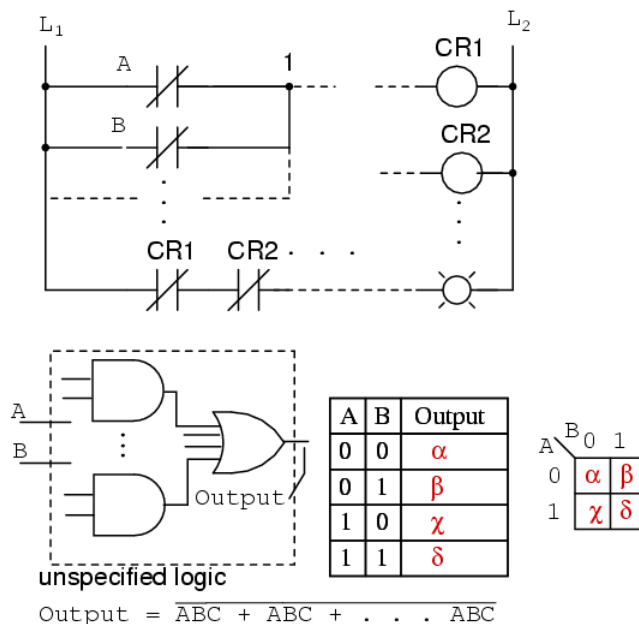 L1 L2
A 1 CR1
B CR2
CR1 CR2 . . .
A
B
Output
A B Output
0 0 α
0 1 β
1 0 χ
1 1 δ
A B 0 1
0 α β
1 χ δ
unspecified logic
Output = ABC + ABC + . . . ABC